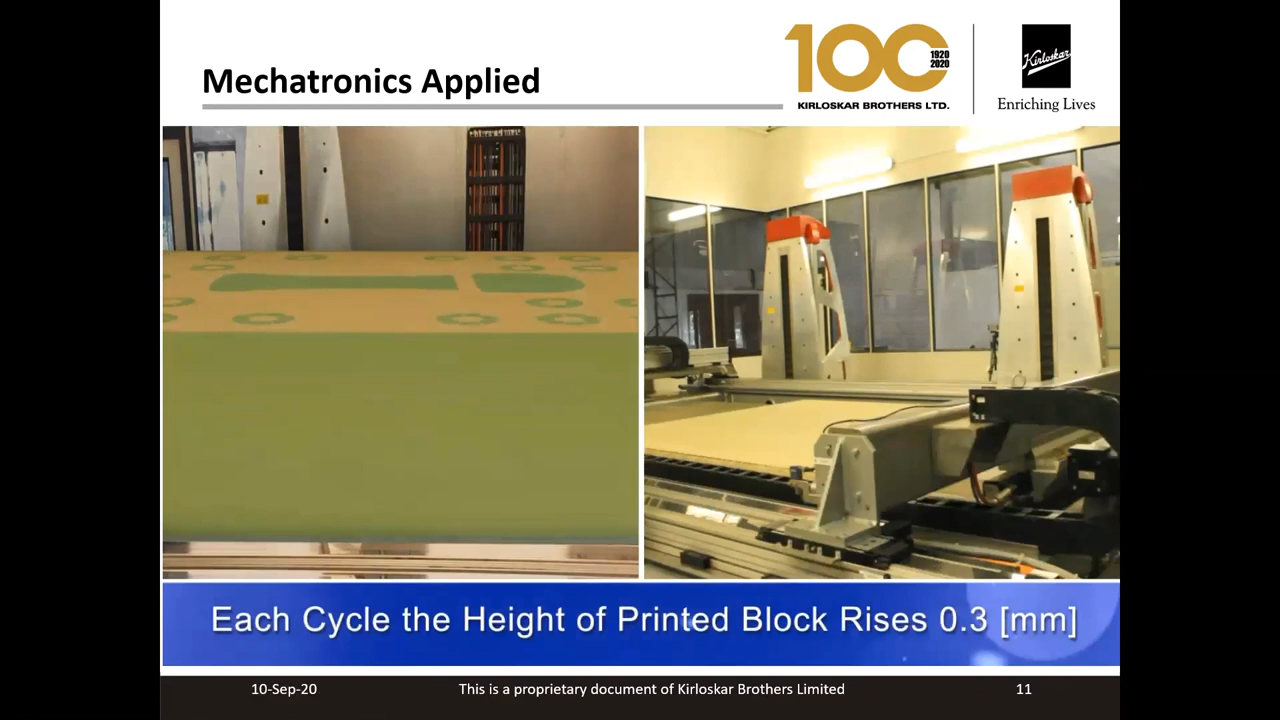 Mechatronics Applied
100
1920
2020
KIRLOSKAR BROTHERS LTD.
Kirloskar
Enriching Lives
Each Cycle the Height of Printed Block Rises 0.3 [mm]
10-Sep-20
This is a proprietary document of Kirloskar Brothers Limited
11